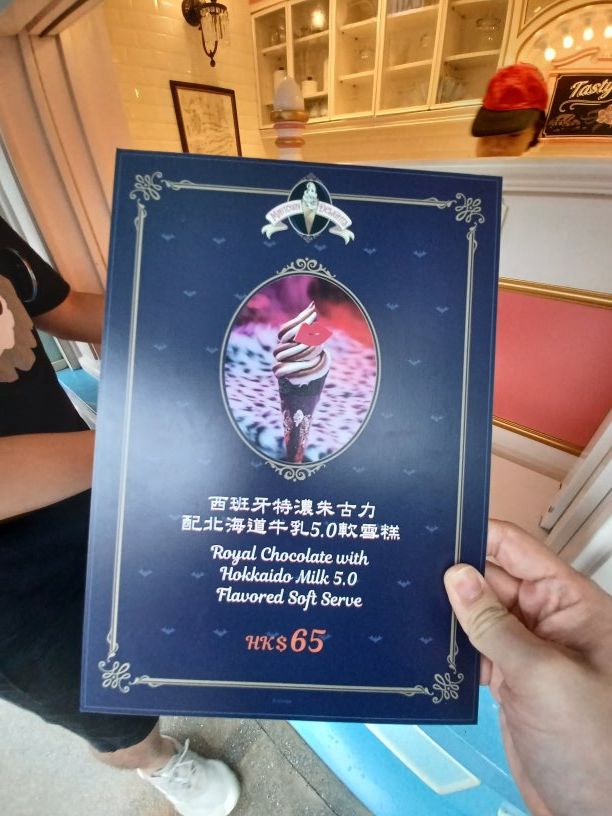 Tasty
西班牙特濃朱古力
配北海道牛乳5.0軟雪糕
Royal Chocolate with
Hokkaido Milk 5.0
Flavored Soft Serve
HK$65